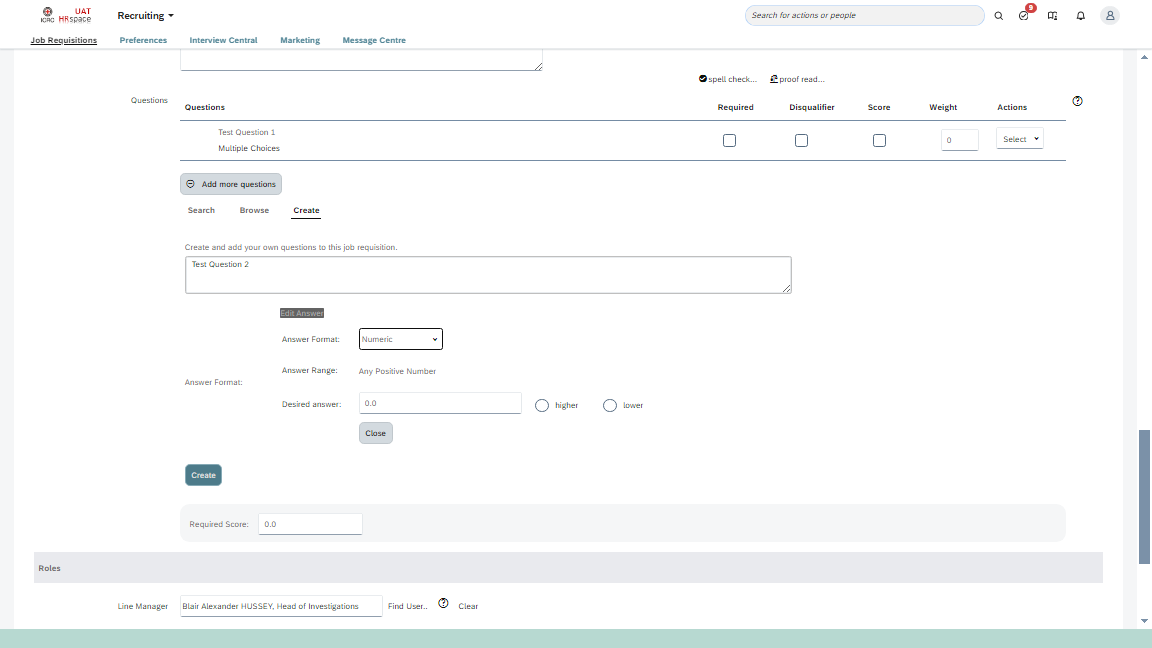 ICRC UAT HRspace Recruiting Search for actions or people 9
Job Requisitions Preferences Interview Central Marketing Message Centre
spell check... proof read...
Questions
Questions Required Disqualifier Score Weight Actions
Test Question 1
Multiple Choices
0 Select
Add more questions
Search Browse Create
Create and add your own questions to this job requisition.
Test Question 2
Edit Answer
Answer Format: Numeric
Answer Range: Any Positive Number
Answer Format:
Desired answer: 0.0 higher lower
Close
Create
Required Score: 0.0
Roles
Line Manager Blair Alexander HUSSEY, Head of Investigations Find User.. Clear